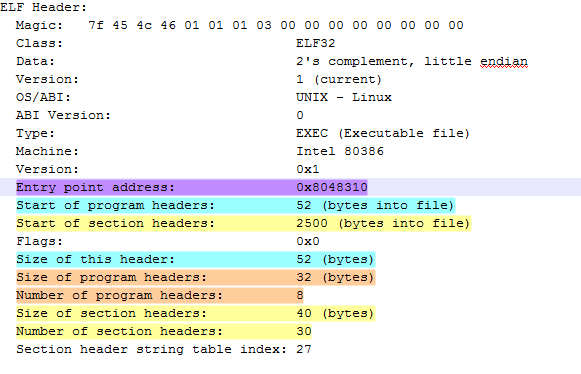 ELF Header:
Magic: 7f 45 4c 46 01 01 01 03 00 00 00 00 00 00 00 00
Class: ELF32
Data: 2's complement, little endian
Version: 1 (current)
OS/ABI: UNIX - Linux
ABI Version: 0
Type: EXEC (Executable file)
Machine: Intel 80386
Version: 0x1
Entry point address: 0x8048310
Start of program headers: 52 (bytes into file)
Start of section headers: 2500 (bytes into file)
Flags: 0x0
Size of this header: 52 (bytes)
Size of program headers: 32 (bytes)
Number of program headers: 8
Size of section headers: 40 (bytes)
Number of section headers: 30
Section header string table index: 27